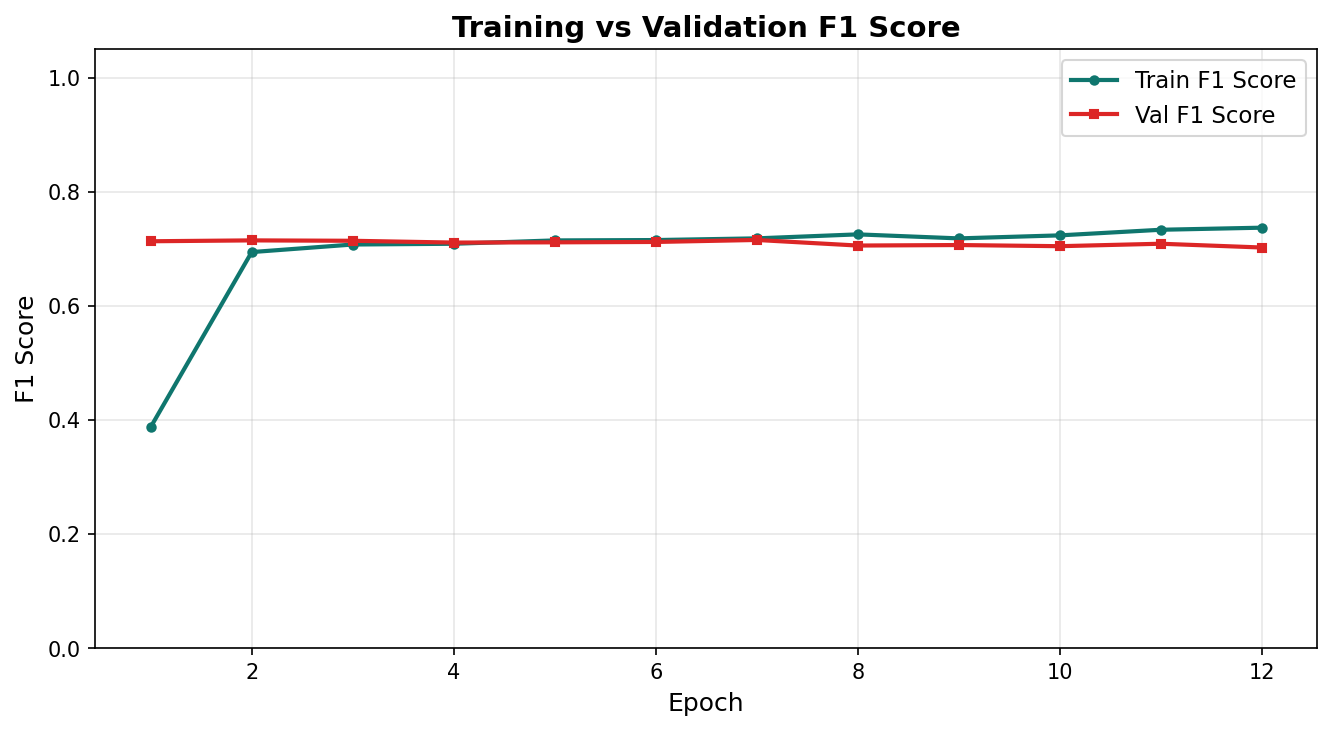 Training vs Validation F1 Score
Train F1 Score
Val F1 Score
F1 Score
1.0
0.8
0.6
0.4
0.2
0.0
2 4 6 8 10 12
Epoch